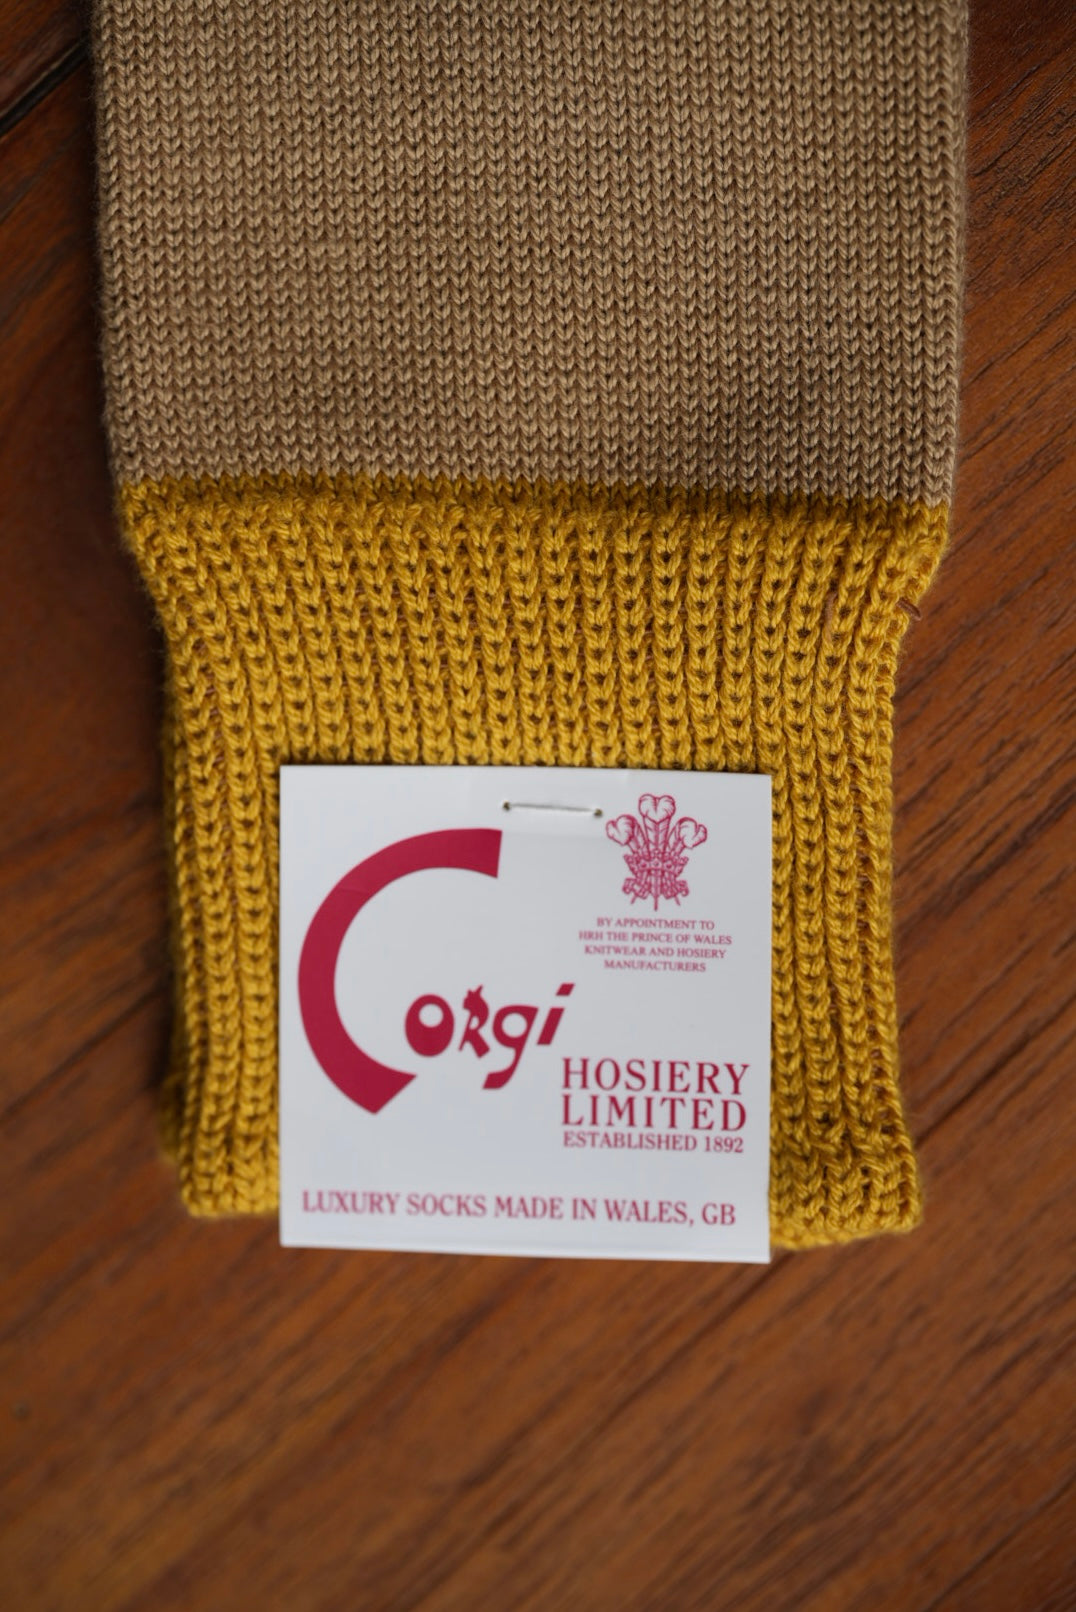 BY APPOINTMENT TO
HRH THE PRINCE OF WALES
KNITWEAR AND HOSIERY
MANUFACTURERS
Corgi
HOSIERY
LIMITED
ESTABLISHED 1892
LUXURY SOCKS MADE IN WALES, GB